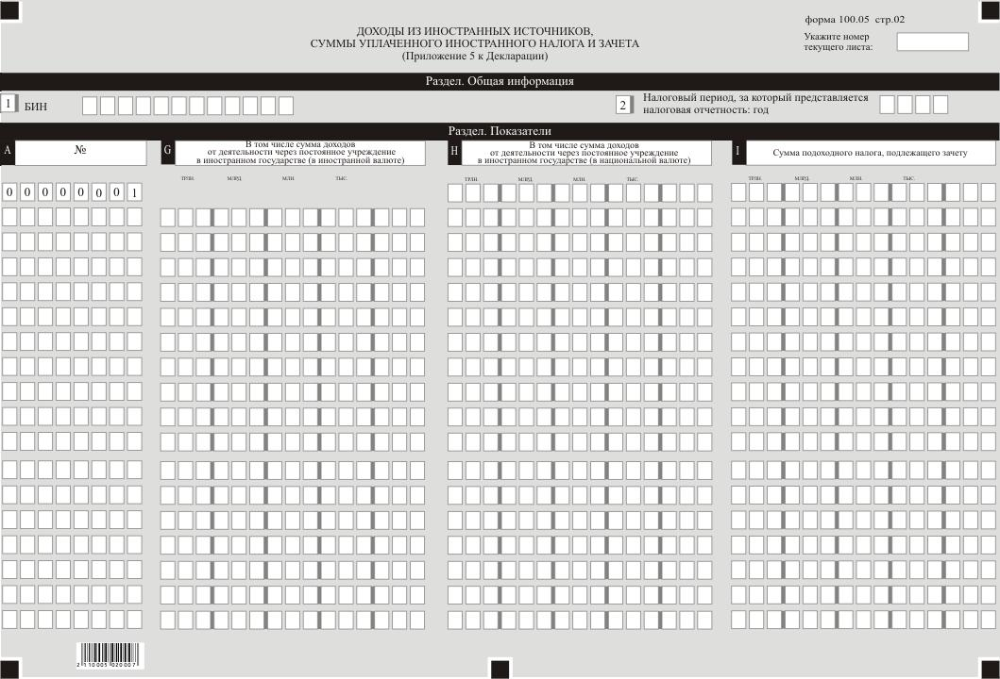 форма 100.05 стр.02
ДОХОДЫ ИЗ ИНОСТРАННЫХ ИСТОЧНИКОВ,
СУММЫ УПЛАЧЕННОГО ИНОСТРАННОГО НАЛОГА И ЗАЧЕТА
(Приложение 5 к Декларации)
Укажите номер
текущего листа:
Раздел. Общая информация
1 БИН
2 Налоговый период, за который представляется
налоговая отчетность: год
Раздел. Показатели
A №
G В том числе сумма доходов
от деятельности через постоянное учреждение
в иностранном государстве (в иностранной валюте)
H В том числе сумма доходов
от деятельности через постоянное учреждение
в иностранном государстве (в национальной валюте)
I Сумма подоходного налога, подлежащего зачету
ТРЛН. МЛРД. МЛН. ТЫС.
ТРЛН. МЛРД. МЛН. ТЫС.
ТРЛН. МЛРД. МЛН. ТЫС.
0 0 0 0 0 0 0 1
2 110005 020007